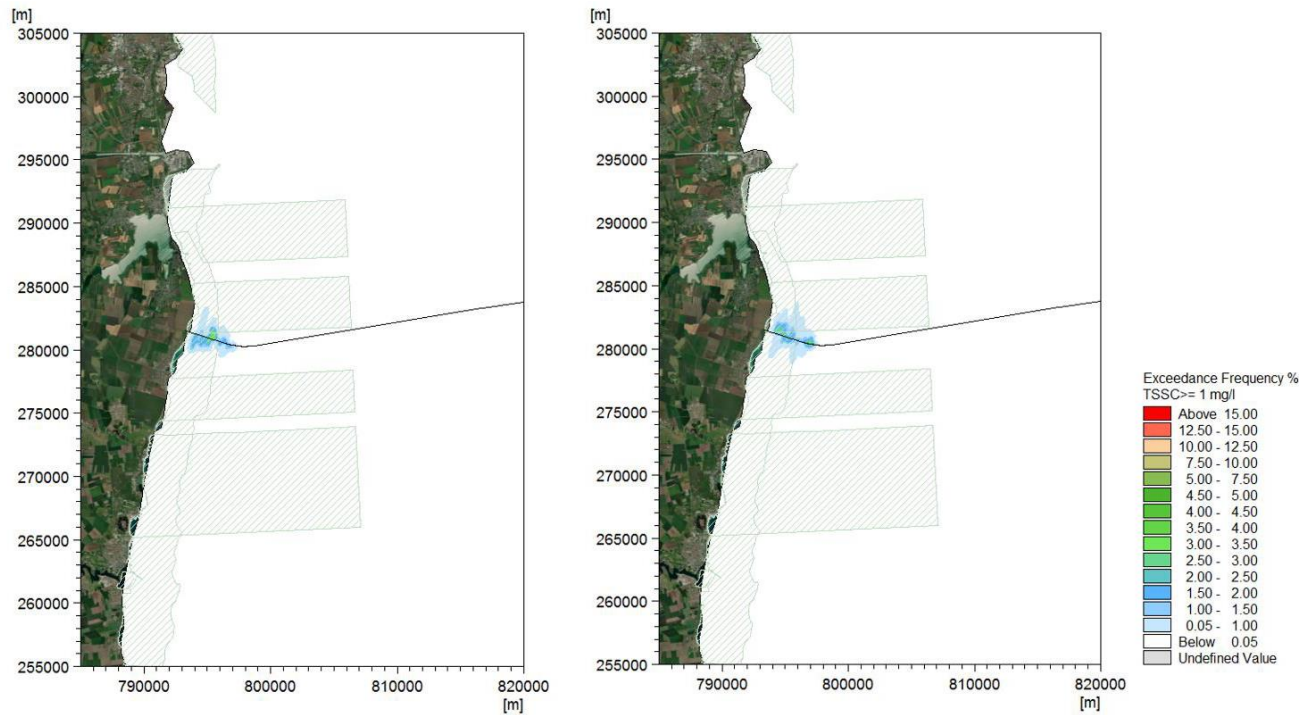 [m]
305000
300000
295000
290000
285000
280000
275000
270000
265000
260000
255000
790000 800000 810000 820000
[m]
[m]
305000
300000
295000
290000
285000
280000
275000
270000
265000
260000
255000
790000 800000 810000 820000
[m]
Exceedance Frequency %
TSSC>= 1 mg/l
Above 15.00
12.50 - 15.00
10.00 - 12.50
7.50 - 10.00
5.00 - 7.50
4.50 - 5.00
4.00 - 4.50
3.50 - 4.00
3.00 - 3.50
2.50 - 3.00
2.00 - 2.50
1.50 - 2.00
1.00 - 1.50
0.05 - 1.00
Below 0.05
Undefined Value